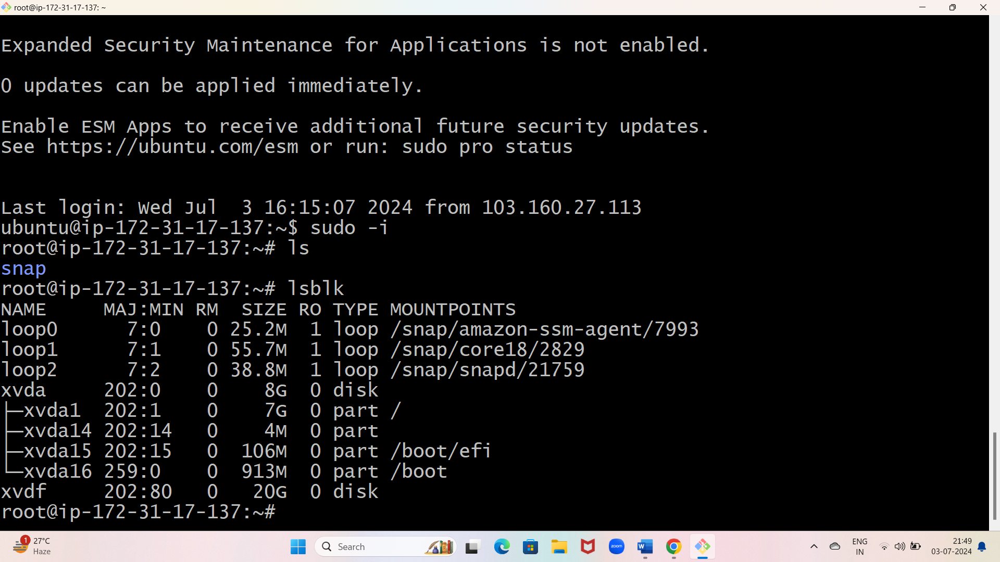 root@ip-172-31-17-137: ~
Expanded Security Maintenance for Applications is not enabled.
0 updates can be applied immediately.
Enable ESM Apps to receive additional future security updates.
See https://ubuntu.com/esm or run: sudo pro status
Last login: Wed Jul  3 16:15:07 2024 from 103.160.27.113
ubuntu@ip-172-31-17-137:~$ sudo -i
root@ip-172-31-17-137:~# ls
snap
root@ip-172-31-17-137:~# lsblk
NAME     MAJ:MIN RM   SIZE RO TYPE MOUNTPOINTS
loop0      7:0    0 25.2M  1 loop /snap/amazon-ssm-agent/7993
loop1      7:1    0 55.7M  1 loop /snap/core18/2829
loop2      7:2    0 38.8M  1 loop /snap/snapd/21759
xvda     202:0    0    8G  0 disk
├─xvda1  202:1    0    7G  0 part /
├─xvda14 202:14   0    4M  0 part
├─xvda15 202:15   0  106M  0 part /boot/efi
└─xvda16 259:0    0  913M  0 part /boot
xvdf     202:80   0   20G  0 disk
root@ip-172-31-17-137:~#
1
27°C
Haze
Search
zoom
W
ENG
IN
21:49
03-07-2024